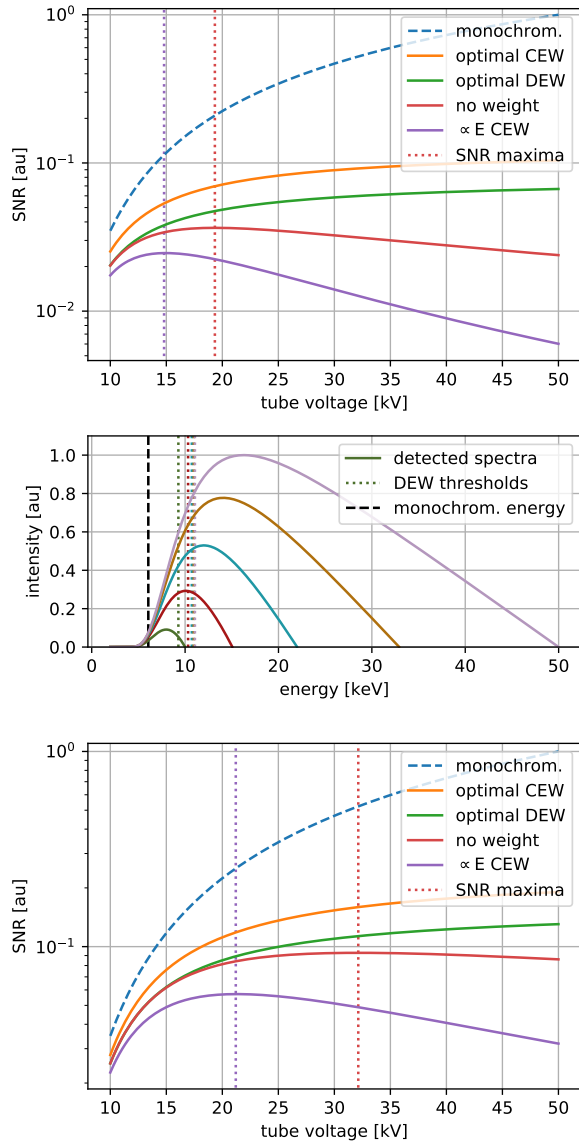 10⁰
10⁻¹
10⁻²
SNR [au]
monochrom.
optimal CEW
optimal DEW
no weight
∝E CEW
SNR maxima
10 15 20 25 30 35 40 45 50
tube voltage [kV]
1.0
0.8
0.6
0.4
0.2
0.0
intensity [au]
detected spectra
DEW thresholds
monochrom. energy
0 10 20 30 40 50
energy [keV]
10⁰
10⁻¹
SNR [au]
monochrom.
optimal CEW
optimal DEW
no weight
∝E CEW
SNR maxima
10 15 20 25 30 35 40 45 50
tube voltage [kV]